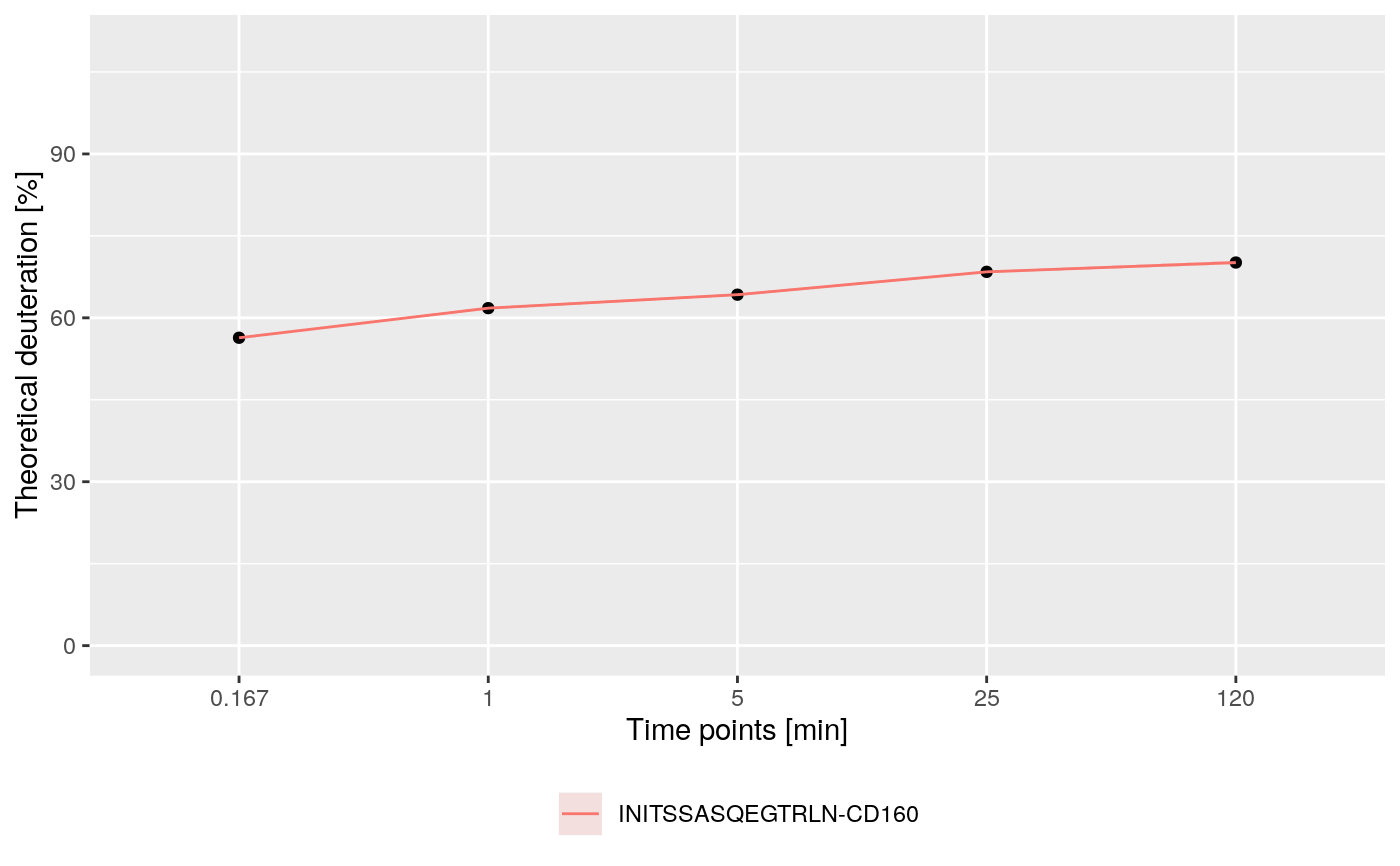 Theoretical deuteration [%]
90
60
30
0
0.167 1 5 25 120
Time points [min]
INITSSASQEGTRLN-CD160